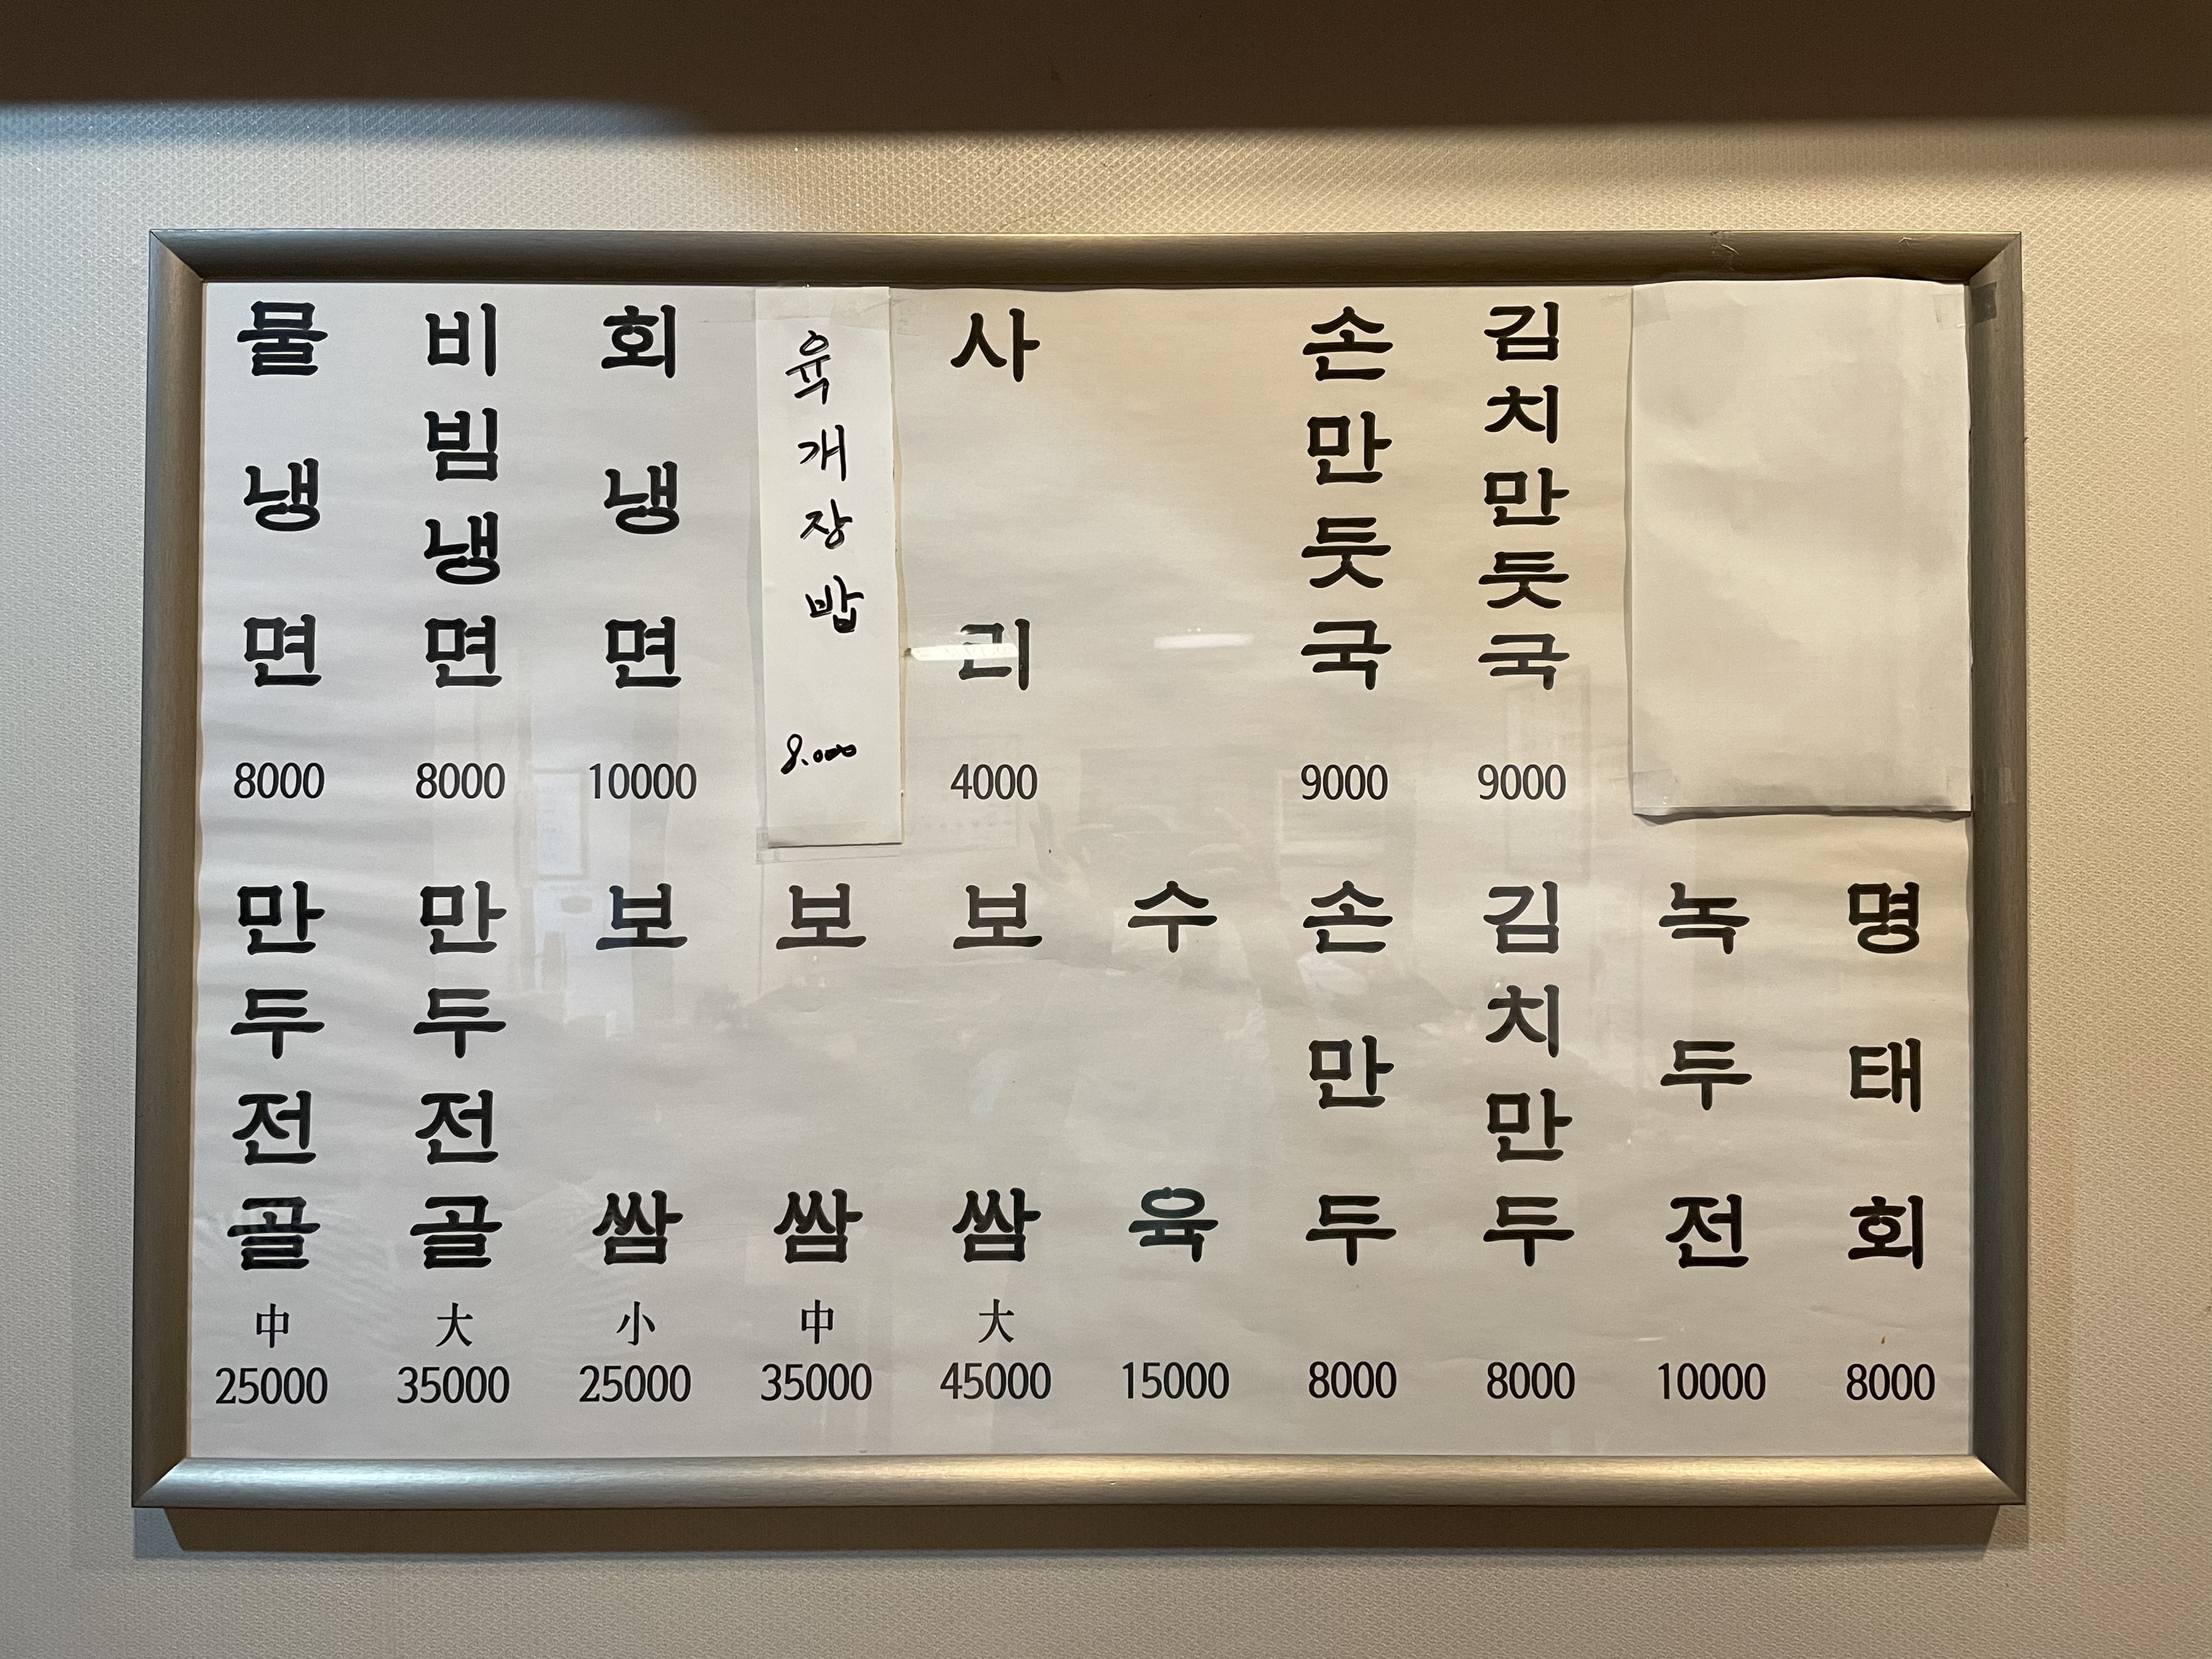 물냉면 8000
비빔냉면 8000
회냉면 10000
육개장밥 8.000
사리 4000
손만둣국 9000
김치만둣국 9000
만두전골 中 25000
만두전골 大 35000
보쌈 小 25000
보쌈 中 35000
보쌈 大 45000
수육 15000
손만두 8000
김치만두 8000
녹두전 10000
명태회 8000